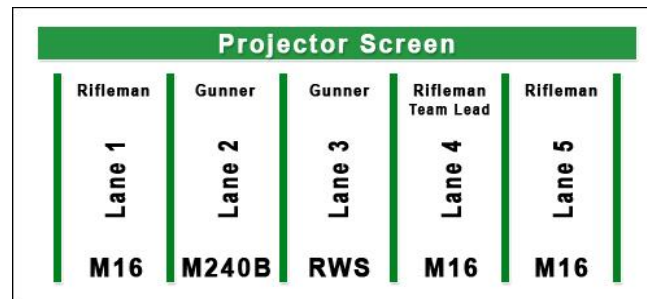 Projector Screen
Rifleman
Gunner
Gunner
Rifleman
Team Lead
Rifleman
Lane 1
Lane 2
Lane 3
Lane 4
Lane 5
M16
M240B
RWS
M16
M16